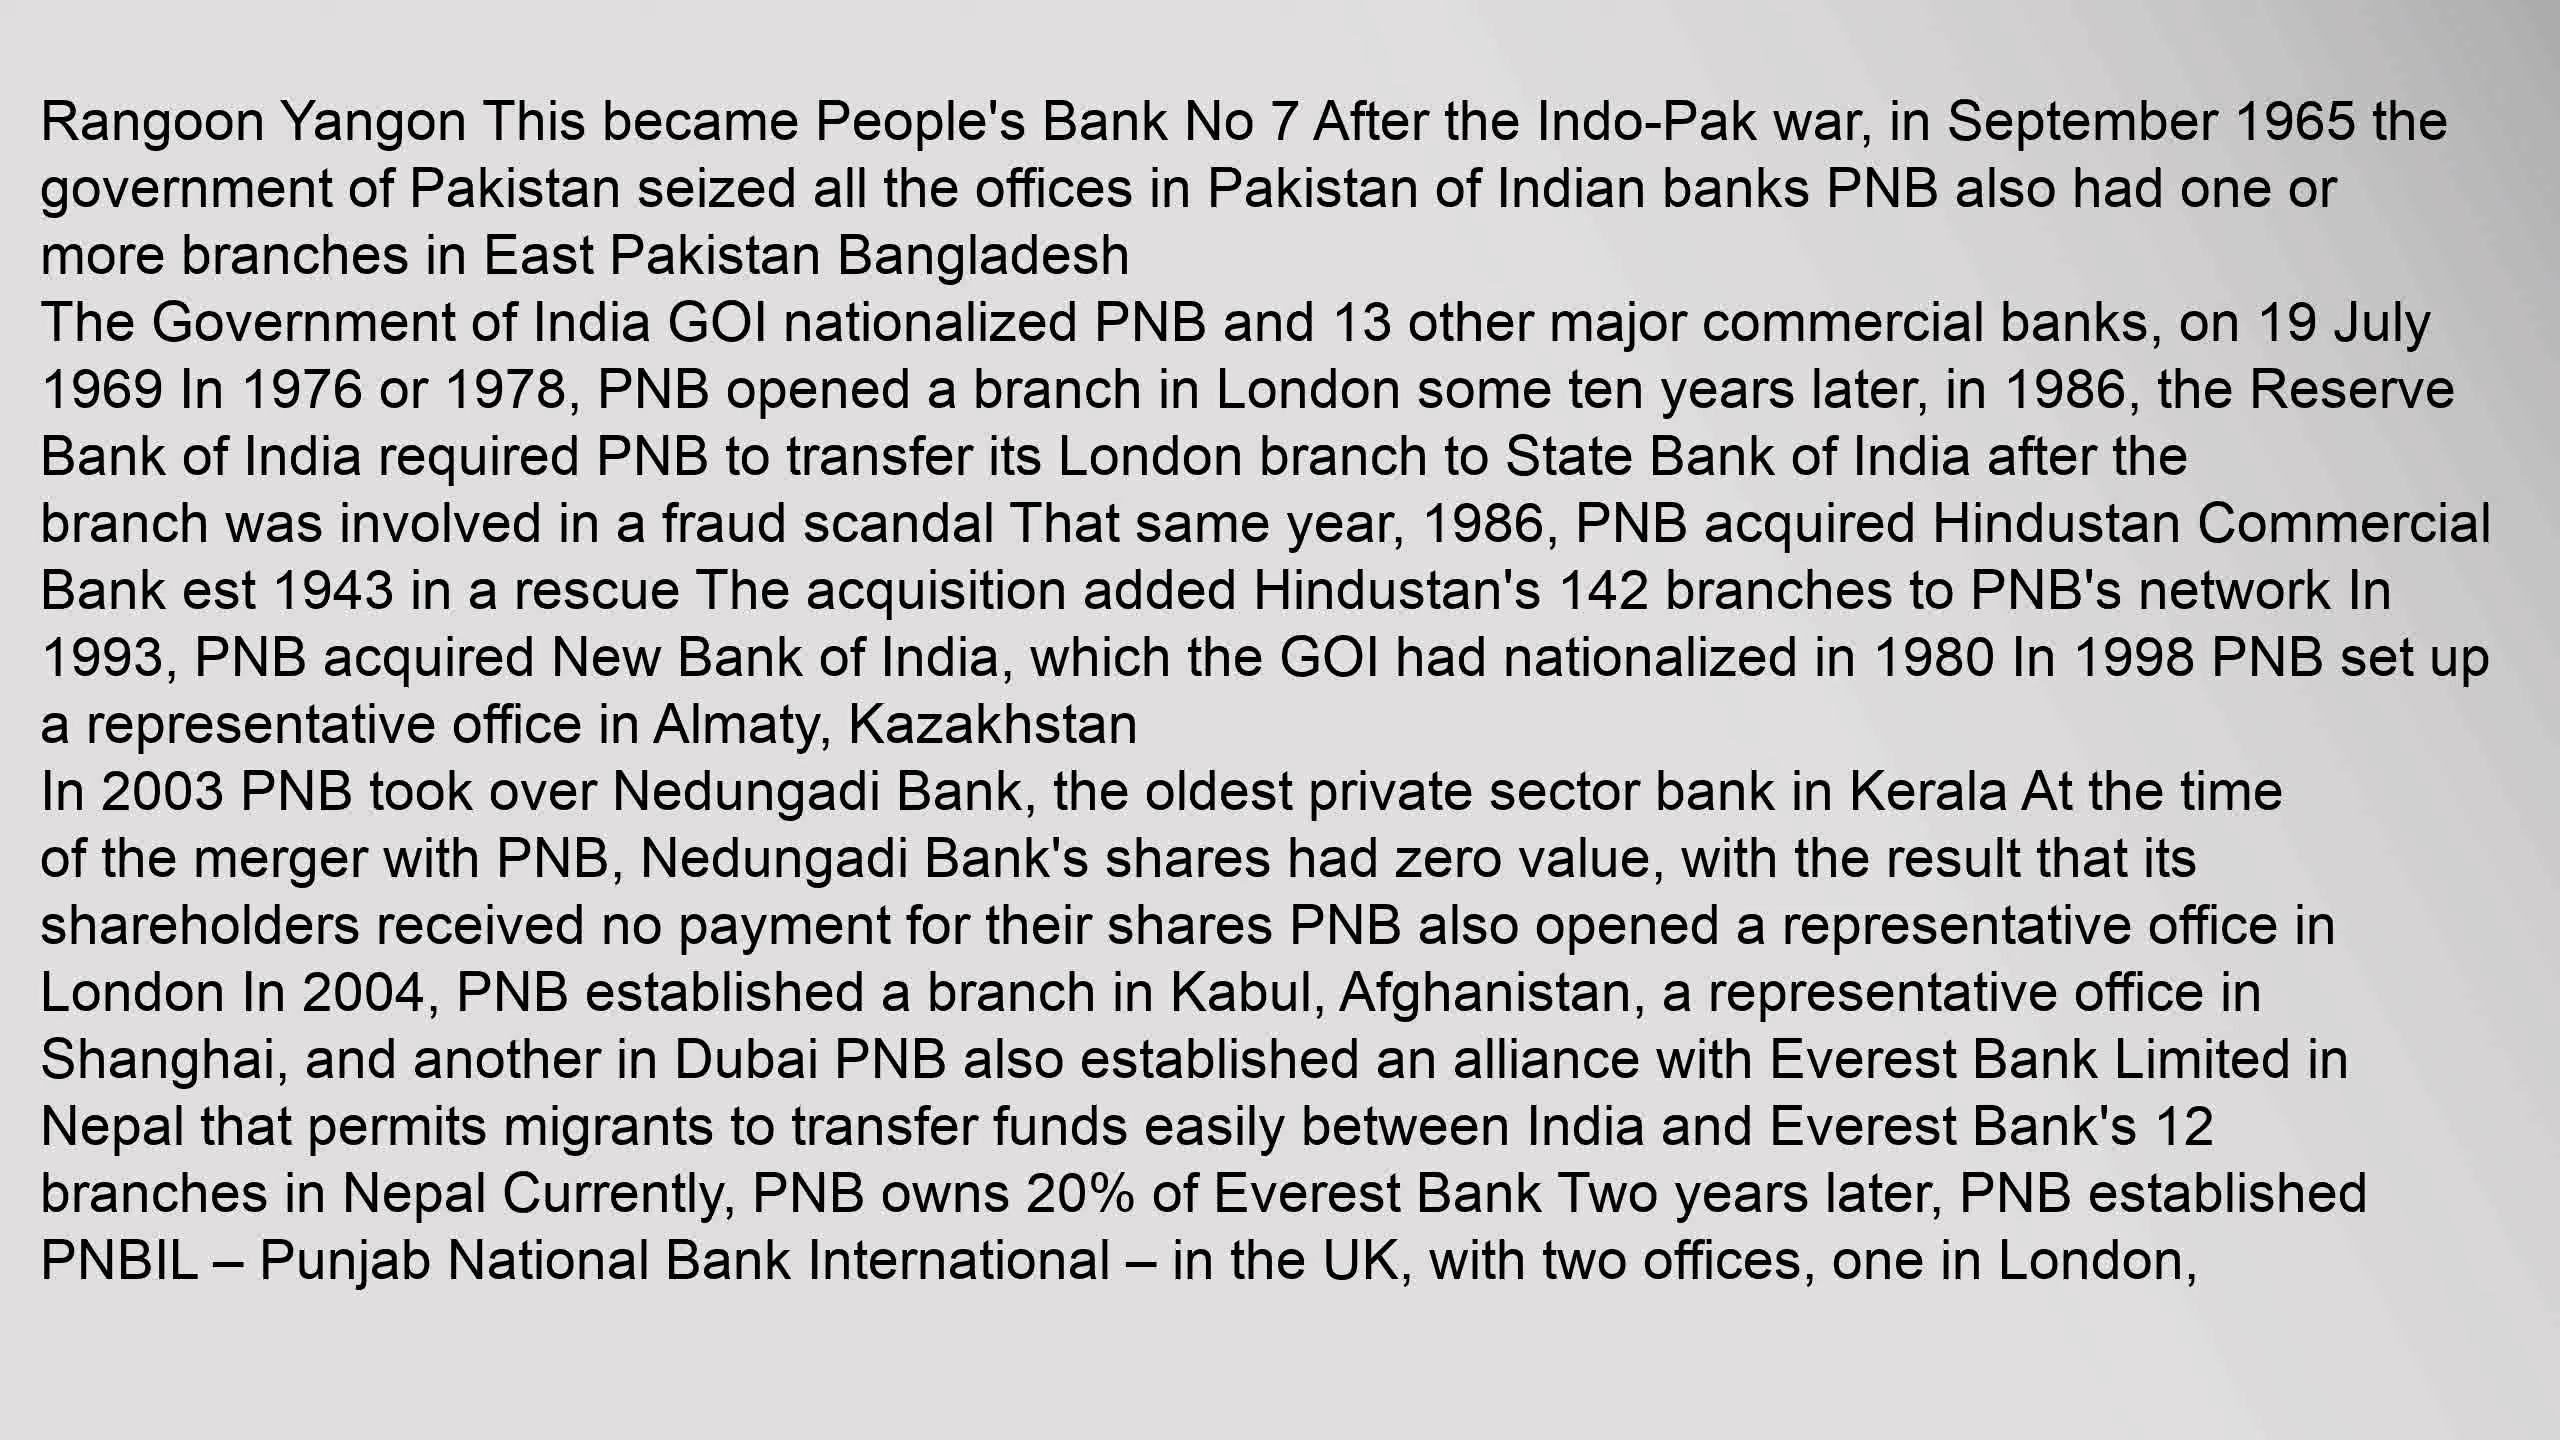 Rangoon Yangon This became People's Bank No 7 After the Indo-Pak war, in September 1965 the
government of Pakistan seized all the offices in Pakistan of Indian banks PNB also had one or
more branches in East Pakistan Bangladesh
The Government of India GOI nationalized PNB and 13 other major commercial banks, on 19 July
1969 In 1976 or 1978, PNB opened a branch in London some ten years later, in 1986, the Reserve
Bank of India required PNB to transfer its London branch to State Bank of India after the
branch was involved in a fraud scandal That same year, 1986, PNB acquired Hindustan Commercial
Bank est 1943 in a rescue The acquisition added Hindustan's 142 branches to PNB's network In
1993, PNB acquired New Bank of India, which the GOI had nationalized in 1980 In 1998 PNB set up
a representative office in Almaty, Kazakhstan
In 2003 PNB took over Nedungadi Bank, the oldest private sector bank in Kerala At the time
of the merger with PNB, Nedungadi Bank's shares had zero value, with the result that its
shareholders received no payment for their shares PNB also opened a representative office in
London In 2004, PNB established a branch in Kabul, Afghanistan, a representative office in
Shanghai, and another in Dubai PNB also established an alliance with Everest Bank Limited in
Nepal that permits migrants to transfer funds easily between India and Everest Bank's 12
branches in Nepal Currently, PNB owns 20% of Everest Bank Two years later, PNB established
PNBIL – Punjab National Bank International – in the UK, with two offices, one in London,